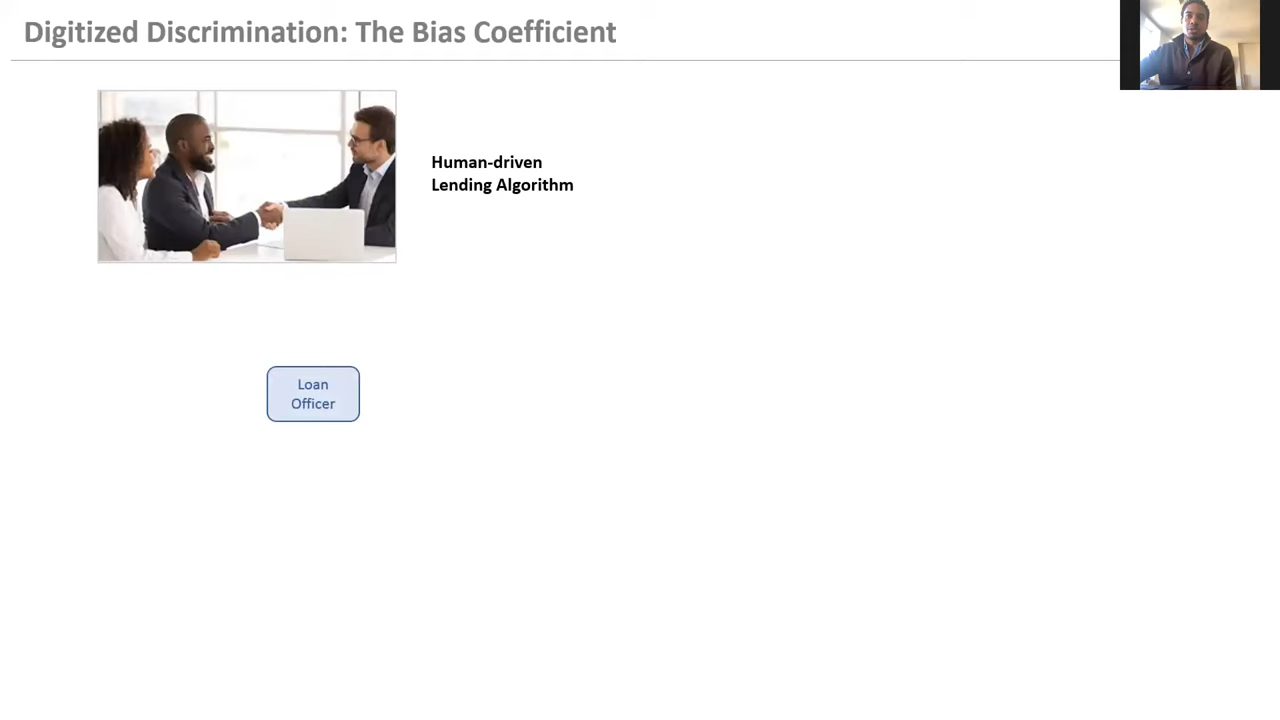 Digitized Discrimination: The Bias Coefficient
Human-driven
Lending Algorithm
Loan
Officer